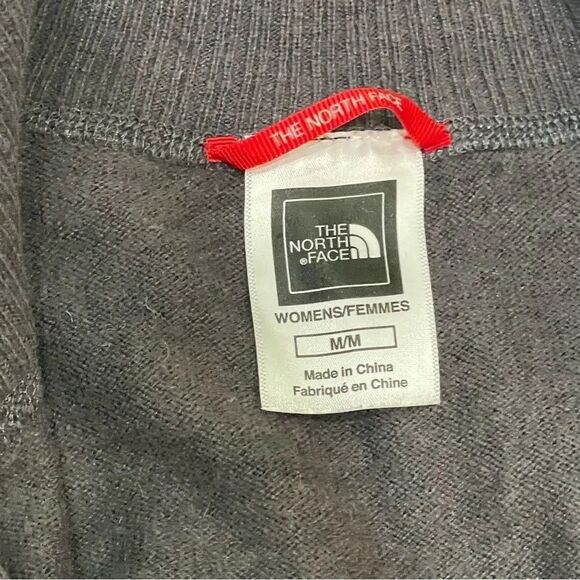 THE NORTH FACE
THE
NORTH
®FACE
WOMENS/FEMMES
M/M
Made in China
Fabriqué en Chine